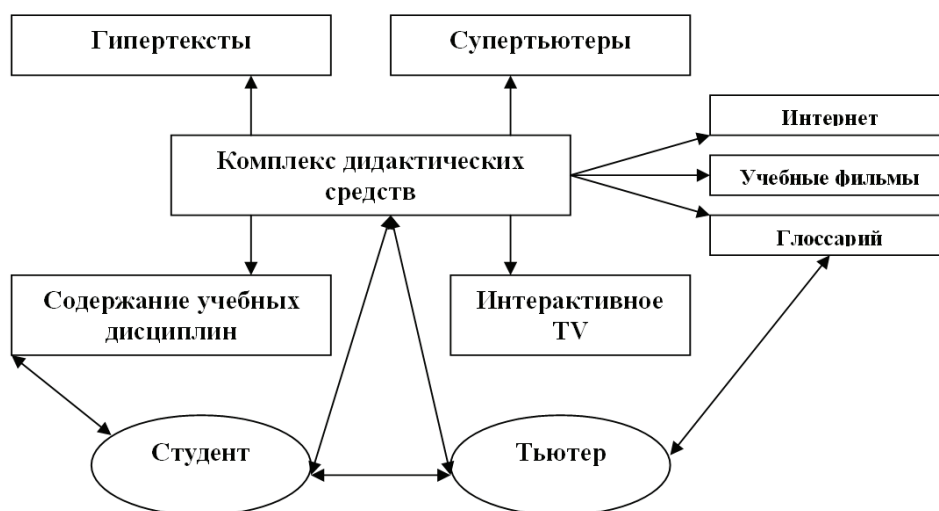 Гипертексты
Супертьютеры
Интернет
Комплекс дидактических
средств
Учебные фильмы
Глоссарий
Содержание учебных
дисциплин
Интерактивное
TV
Студент
Тьютер